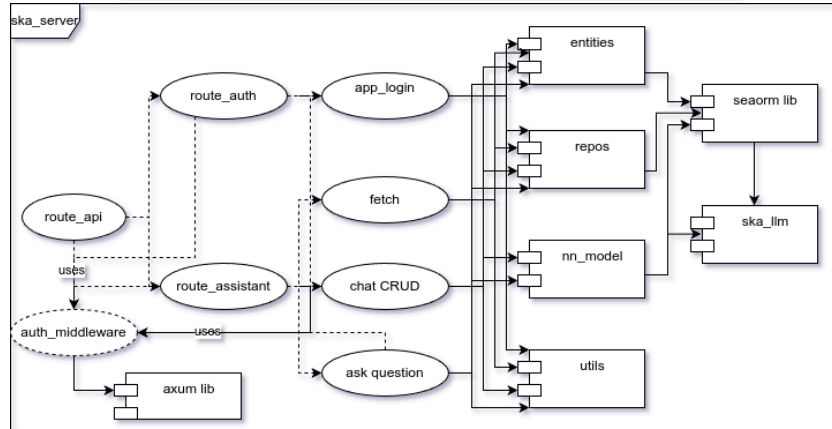 ska_server
entities
route_auth
app_login
seaorm lib
repos
route_api
fetch
ska_llm
uses
route_assistant
chat CRUD
nn_model
auth_middleware
uses
ask question
utils
axum lib